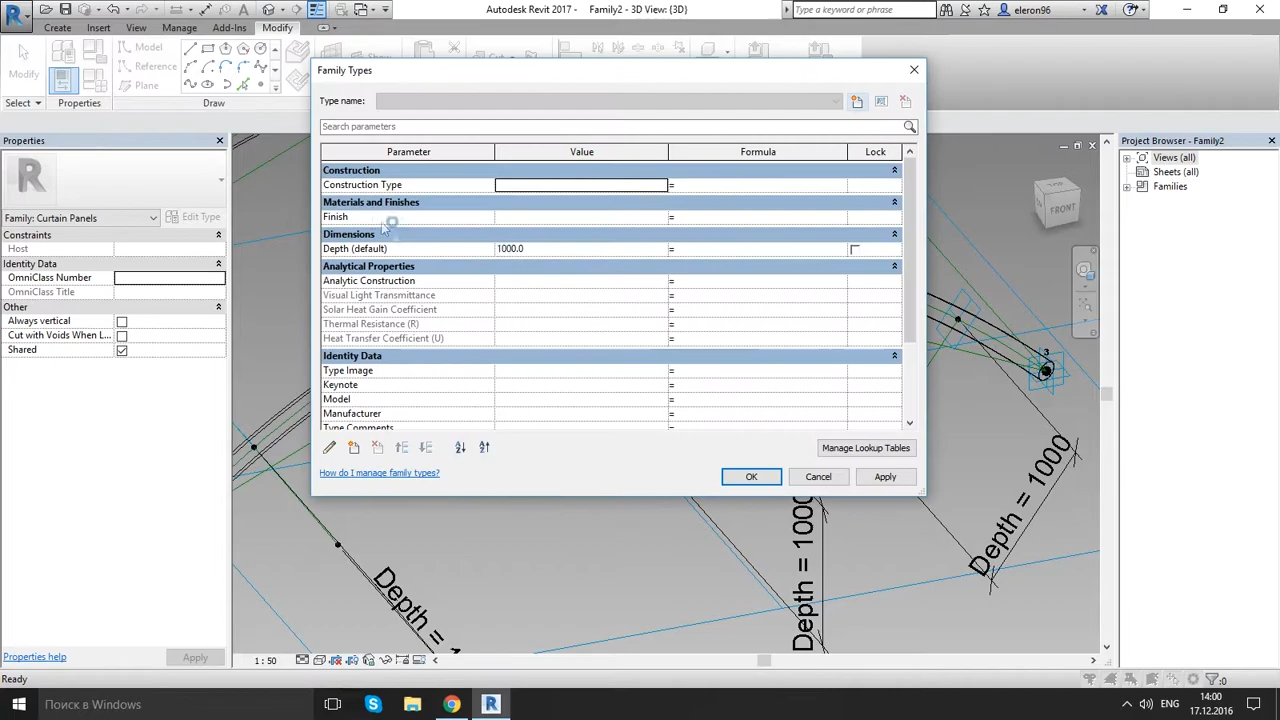 Autodesk Revit 2017 - Family2 - 3D View: {3D}
Type a keyword or phrase
eleron96
Create
Insert
View
Manage
Add-Ins
Modify
Modify
Model
Reference
Plane
Select
Properties
Draw
Properties
Family: Curtain Panels
Edit Type
Constraints
Host
Identity Data
OmniClass Number
OmniClass Title
Other
Always vertical
Cut with Voids When L...
Shared
Properties help
Apply
Family Types
Type name:
Search parameters
Parameter Value Formula Lock
Construction
Construction Type =
Materials and Finishes
Finish =
Dimensions
Depth (default) 1000.0 =
Analytical Properties
Analytic Construction =
Visual Light Transmittance =
Solar Heat Gain Coefficient =
Thermal Resistance (R) =
Heat Transfer Coefficient (U) =
Identity Data
Type Image =
Keynote =
Model =
Manufacturer =
Type Comments =
Manage Lookup Tables
How do I manage family types?
OK
Cancel
Apply
FRONT
3
Depth = 1
Depth = 1000
Depth = 1000
Project Browser - Family2
Views (all)
Sheets (all)
Families
1 : 50
Ready
:0
Поиск в Windows
ENG
14:00
17.12.2016